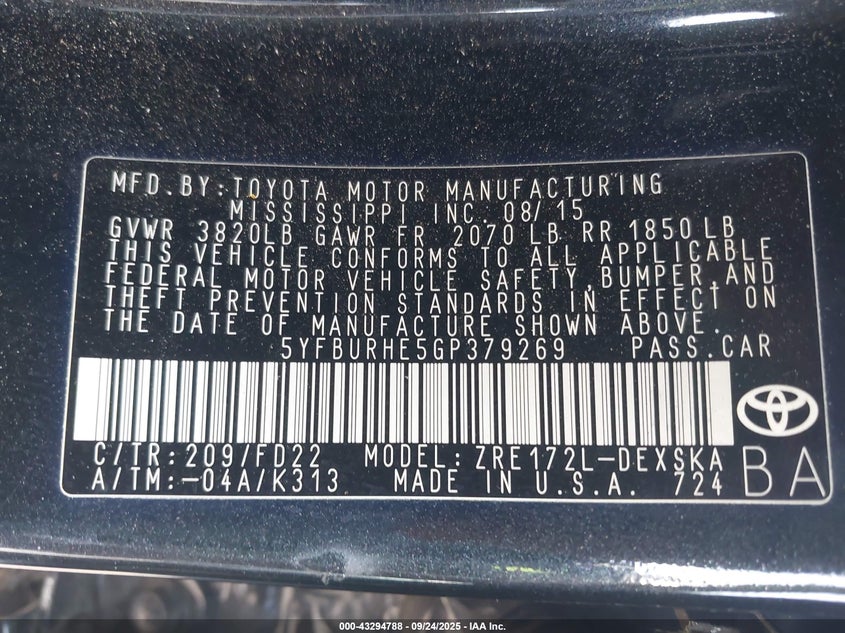 MFD.BY:TOYOTA MOTOR MANUFACTURING
MISSISSIPPI INC. 08/15
GVWR 3820LB GAWR FR 2070 LB RR 1850LB
THIS VEHICLE CONFORMS TO ALL APPLICABLE
FEDERAL MOTOR VEHICLE SAFETY,BUMPER,AND
THEFT PREVENTION STANDARDS IN EFFECT ON
THE DATE OF MANUFACTURE SHOWN ABOVE.
5YFBURHE5GP379269 PASS.CAR
C/TR:209/FD22 MODEL:ZRE172L-DEXSKA
A/TM:-04A/K313 MADE IN U.S.A. 724
BA
000-43294788 - 09/24/2025 - IAA Inc.